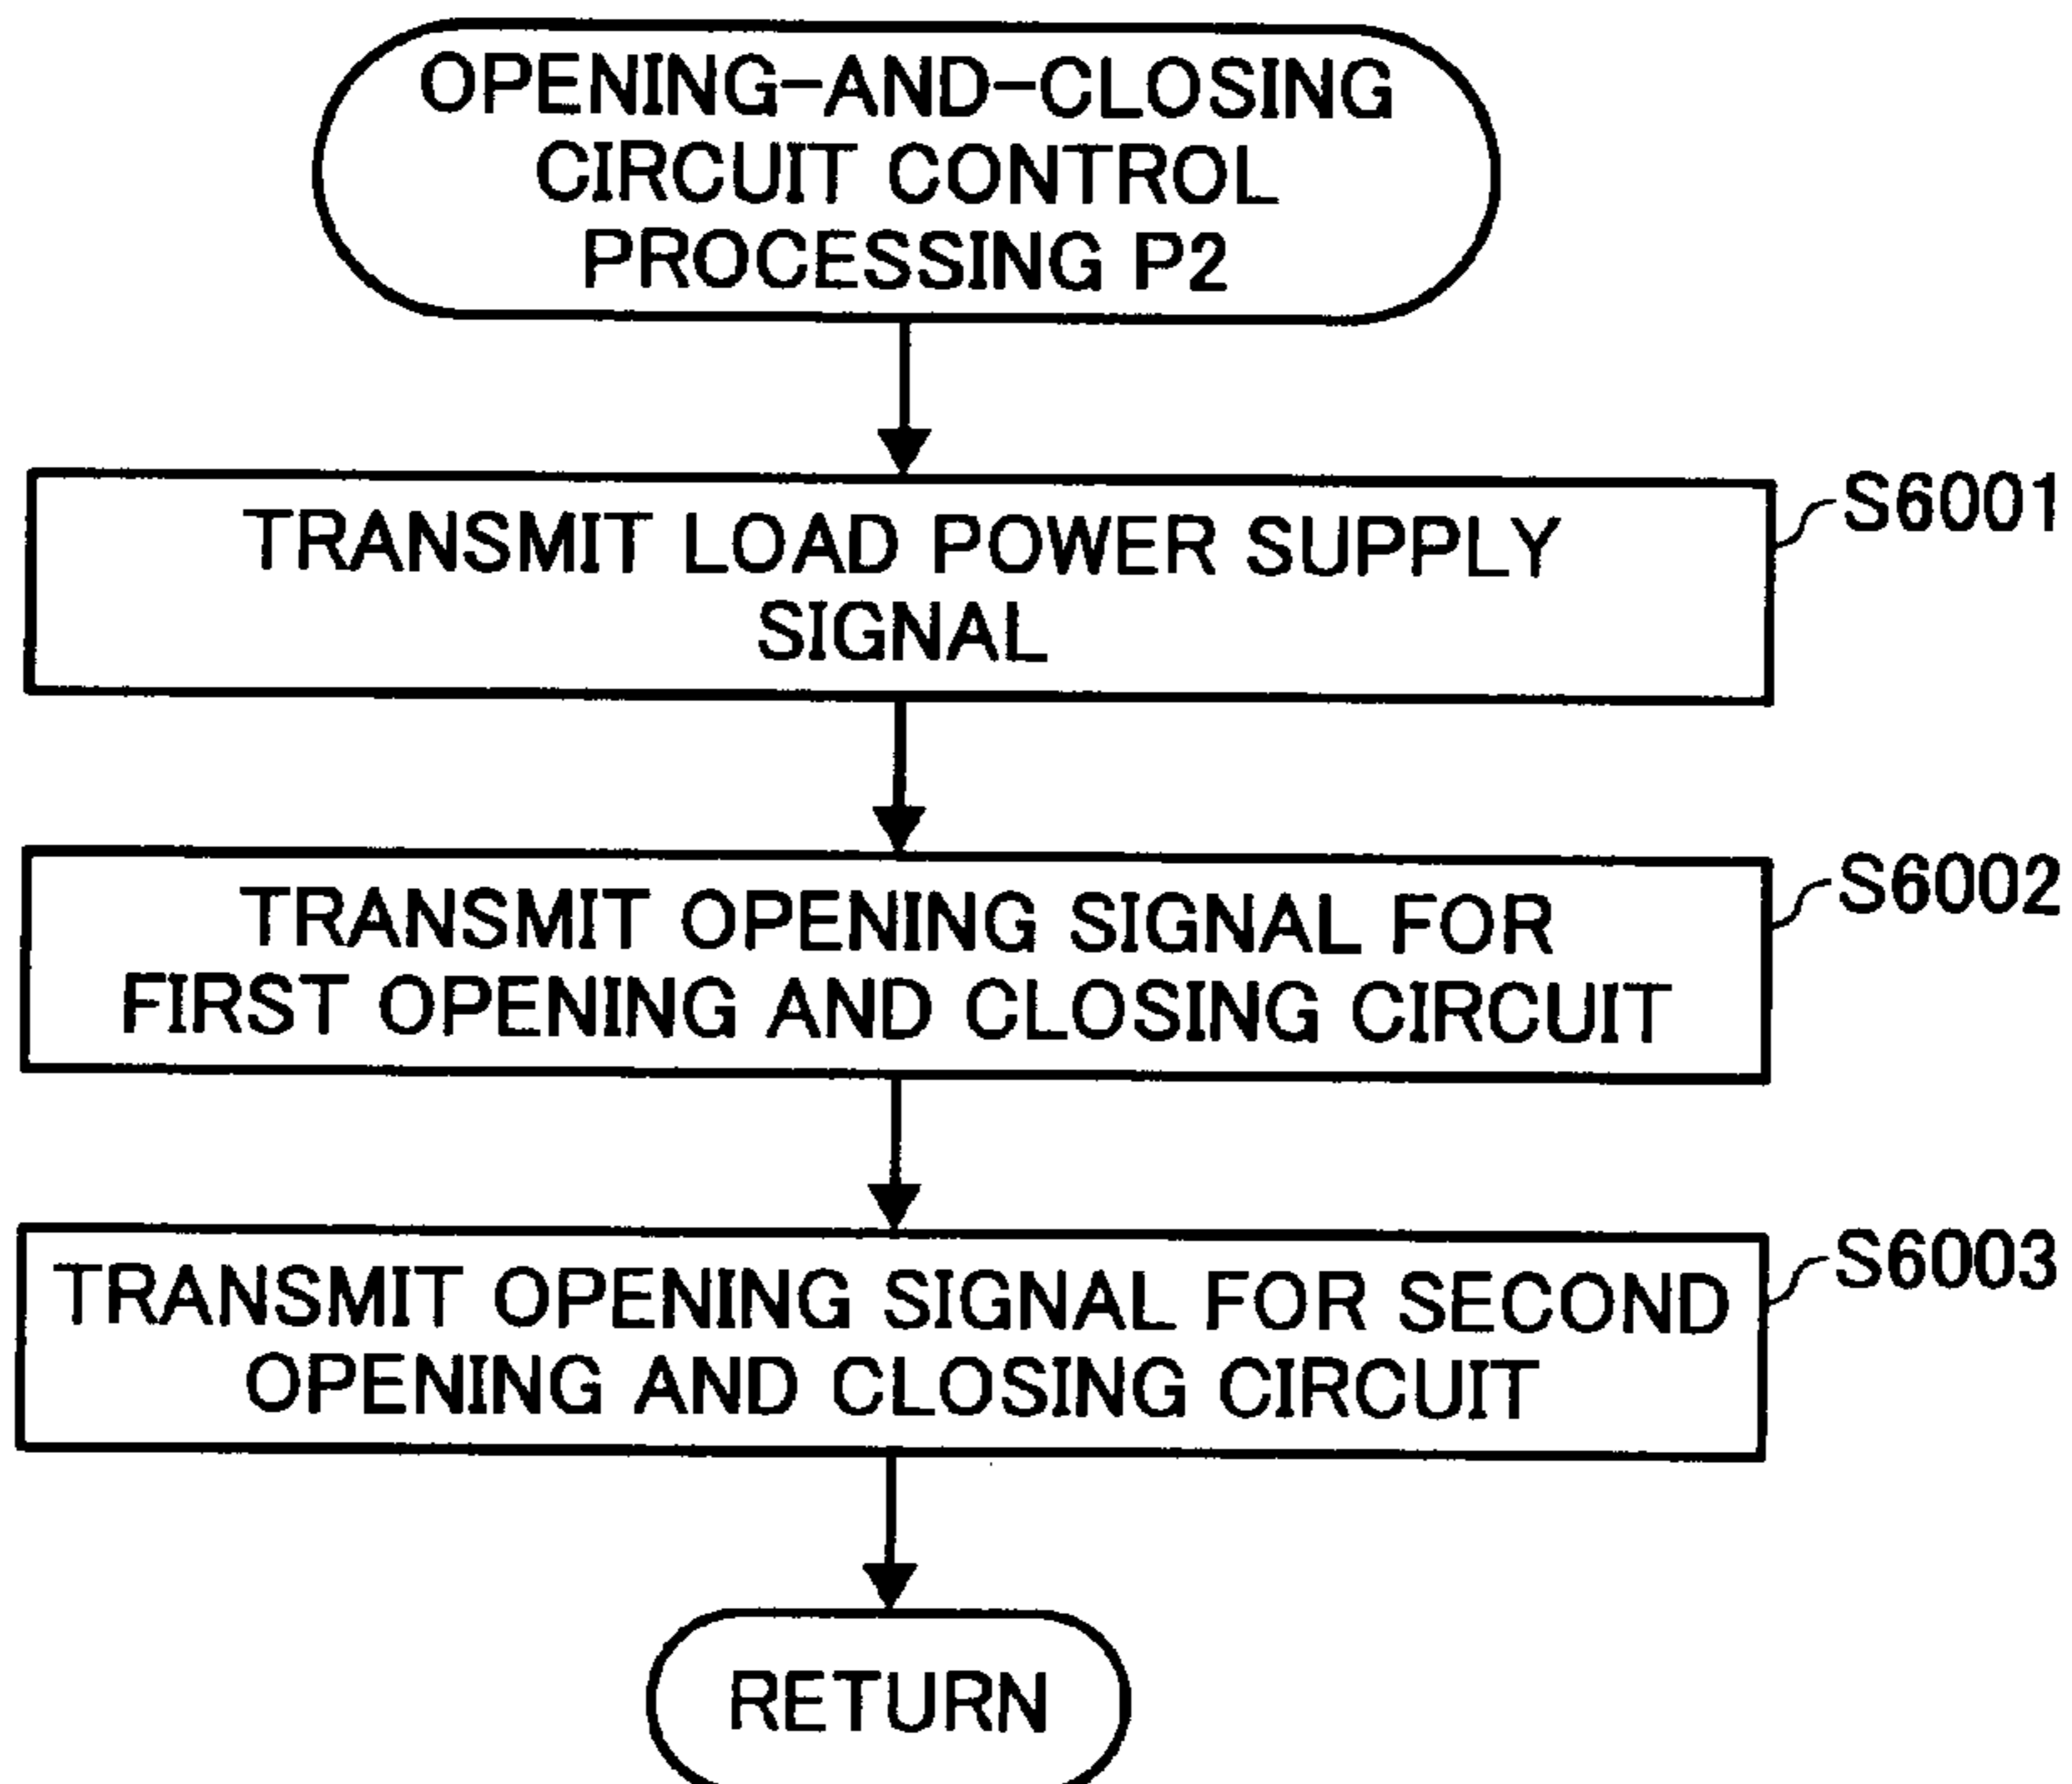 OPENING-AND-CLOSING
CIRCUIT CONTROL
PROCESSING P2
S6001
TRANSMIT LOAD POWER SUPPLY
SIGNAL
S6002
TRANSMIT OPENING SIGNAL FOR
FIRST OPENING AND CLOSING CIRCUIT
S6003
TRANSMIT OPENING SIGNAL FOR SECOND
OPENING AND CLOSING CIRCUIT
RETURN